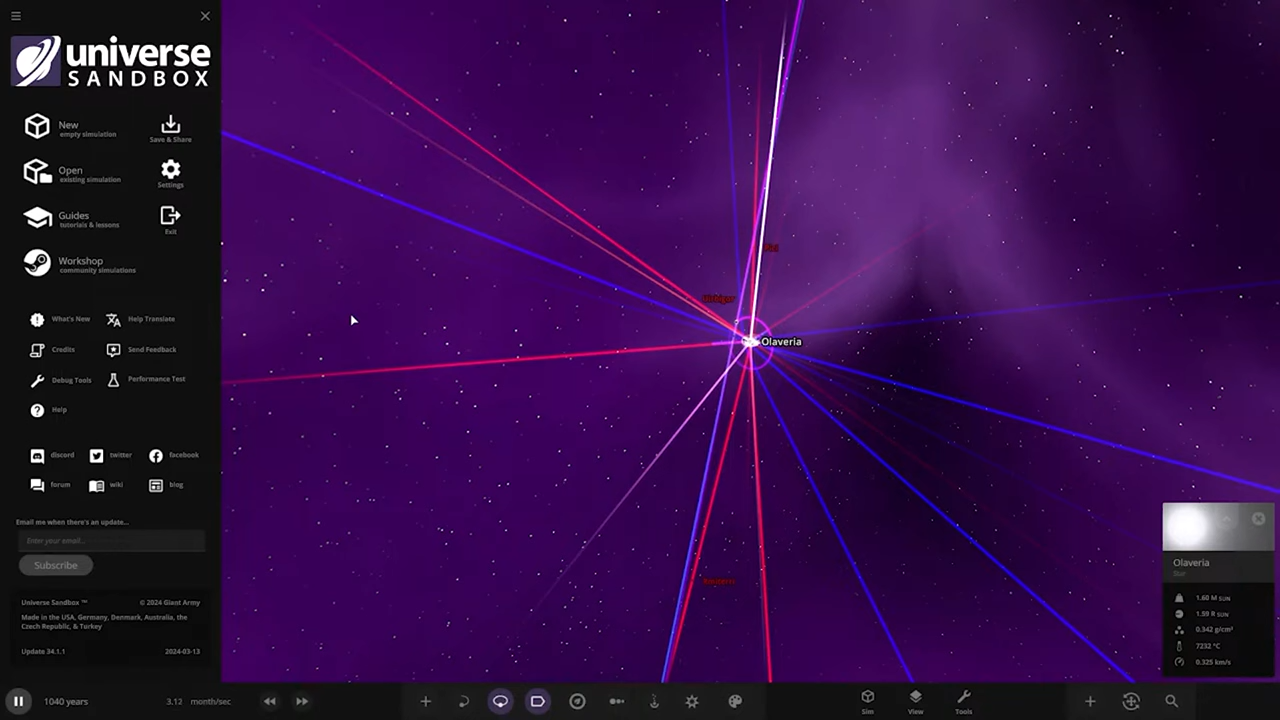 universe
SANDBOX
New
empty simulation
Save & Share
Open
existing simulation
Settings
Guides
tutorials & lessons
Exit
Workshop
community simulations
What's New
Help Translate
Credits
Send Feedback
Debug Tools
Performance Test
Help
discord
twitter
facebook
forum
wiki
blog
Email me when there's an update...
Enter your email...
Subscribe
Universe Sandbox ™
© 2024 Giant Army
Made in the USA, Germany, Denmark, Australia, the
Czech Republic, & Turkey
Update 34.1.1
2024-03-13
Olaveria
Olaveria
Star
1.60 M SUN
1.59 R SUN
0.342 g/cm³
7232 °C
0.325 km/s
1040 years
3.12 month/sec
Sim
View
Tools